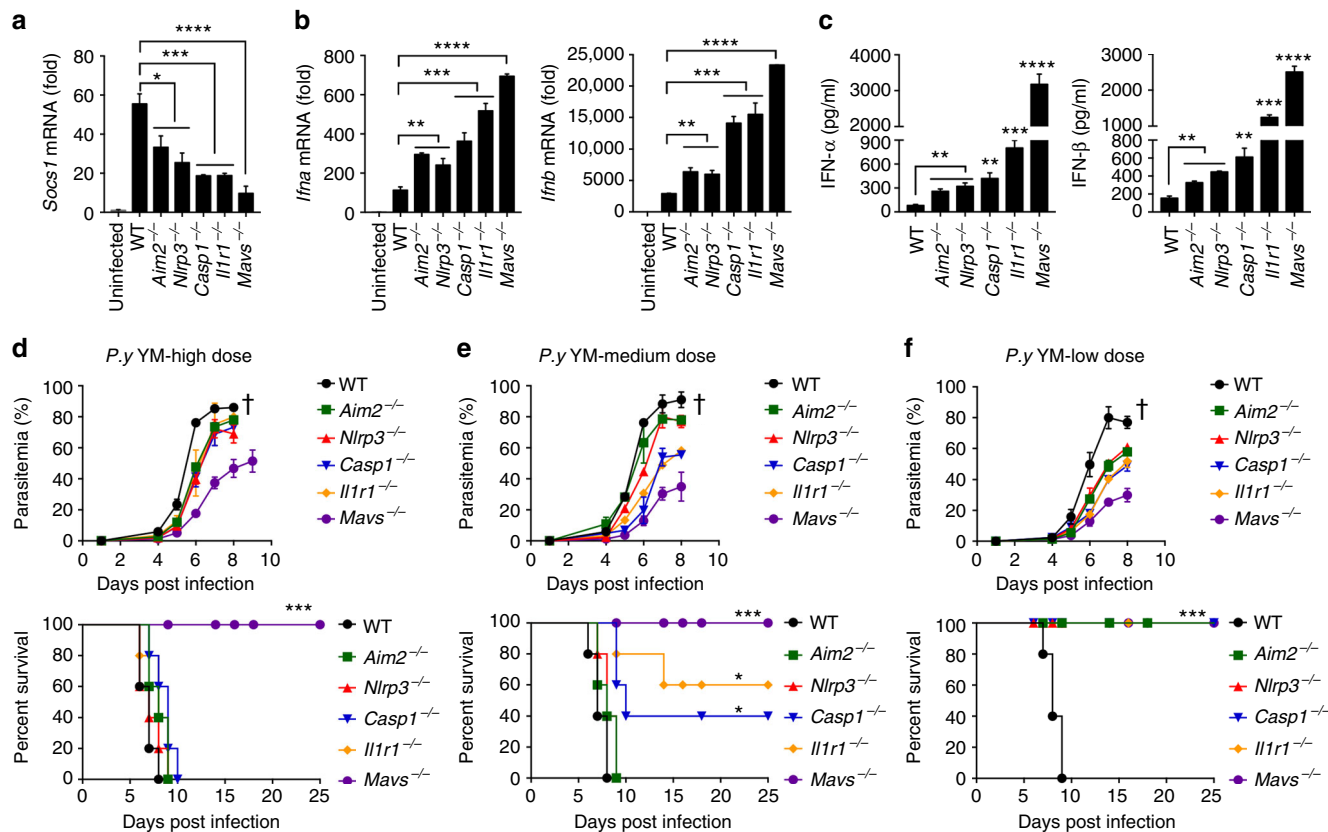 a
b
c
****
***
*
80
60
40
20
0
Socs1 mRNA (fold)
Uninfected
WT
Aim2−/−
Nlrp3−/−
Casp1−/−
Il1r1−/−
Mavs−/−
****
***
**
800
600
400
200
0
Ifna mRNA (fold)
Uninfected
WT
Aim2−/−
Nlrp3−/−
Casp1−/−
Il1r1−/−
Mavs−/−
****
***
**
25,000
20,000
15,000
10,000
5000
0
Ifnb mRNA (fold)
Uninfected
WT
Aim2−/−
Nlrp3−/−
Casp1−/−
Il1r1−/−
Mavs−/−
****
***
**
**
4000
3000
2000
900
600
300
0
IFN-α (pg/ml)
WT
Aim2−/−
Nlrp3−/−
Casp1−/−
Il1r1−/−
Mavs−/−
****
***
**
**
3000
2000
1000
600
400
200
0
IFN-β (pg/ml)
WT
Aim2−/−
Nlrp3−/−
Casp1−/−
Il1r1−/−
Mavs−/−
d
P.y YM-high dose
100
80
60
40
20
0
Parasitemia (%)
†
0 2 4 6 8 10
Days post infection
WT
Aim2−/−
Nlrp3−/−
Casp1−/−
Il1r1−/−
Mavs−/−
e
P.y YM-medium dose
100
80
60
40
20
0
Parasitemia (%)
†
0 2 4 6 8 10
Days post infection
WT
Aim2−/−
Nlrp3−/−
Casp1−/−
Il1r1−/−
Mavs−/−
f
P.y YM-low dose
100
80
60
40
20
0
Parasitemia (%)
†
0 2 4 6 8 10
Days post infection
WT
Aim2−/−
Nlrp3−/−
Casp1−/−
Il1r1−/−
Mavs−/−
***
100
80
60
40
20
0
Percent survival
0 5 10 15 20 25
Days post infection
WT
Aim2−/−
Nlrp3−/−
Casp1−/−
Il1r1−/−
Mavs−/−
***
*
*
100
80
60
40
20
0
Percent survival
0 5 10 15 20 25
Days post infection
WT
Aim2−/−
Nlrp3−/−
Casp1−/−
Il1r1−/−
Mavs−/−
***
100
80
60
40
20
0
Percent survival
0 5 10 15 20 25
Days post infection
WT
Aim2−/−
Nlrp3−/−
Casp1−/−
Il1r1−/−
Mavs−/−